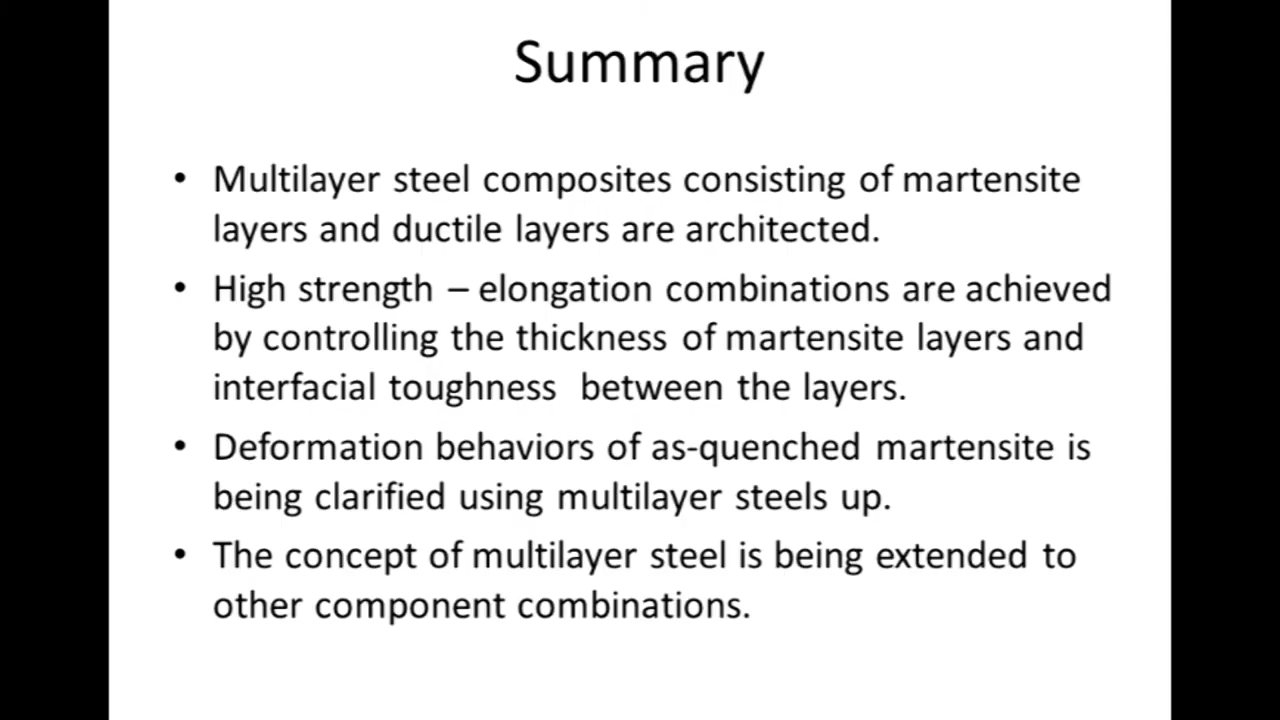 Summary
• Multilayer steel composites consisting of martensite
layers and ductile layers are architected.
• High strength – elongation combinations are achieved
by controlling the thickness of martensite layers and
interfacial toughness  between the layers.
• Deformation behaviors of as-quenched martensite is
being clarified using multilayer steels up.
• The concept of multilayer steel is being extended to
other component combinations.